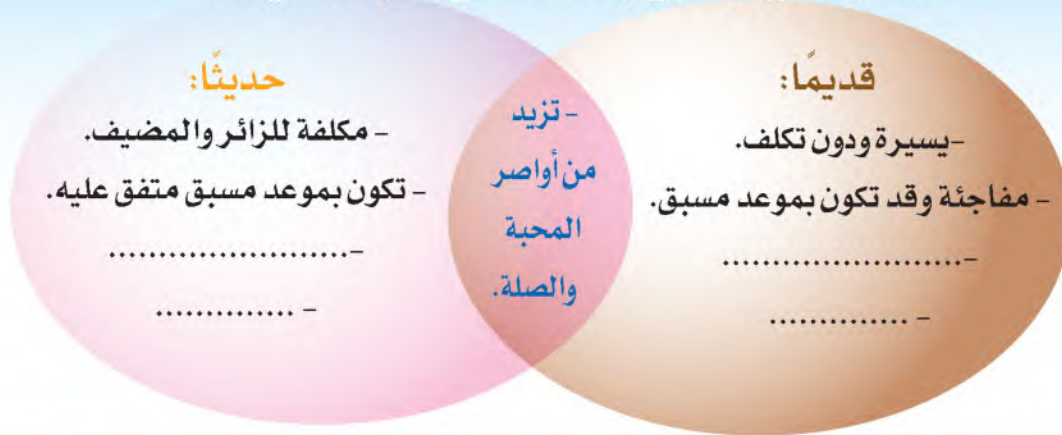 قديمًا:
-يسيرة ودون تكلف.
- مفاجئة وقد تكون بموعد مسبق.
-........................
- ..............
- تزيد
من أواصر
المحبة
والصلة.
حديثًا:
- مكلفة للزائر والمضيف.
- تكون بموعد مسبق متفق عليه.
-........................
- ..............